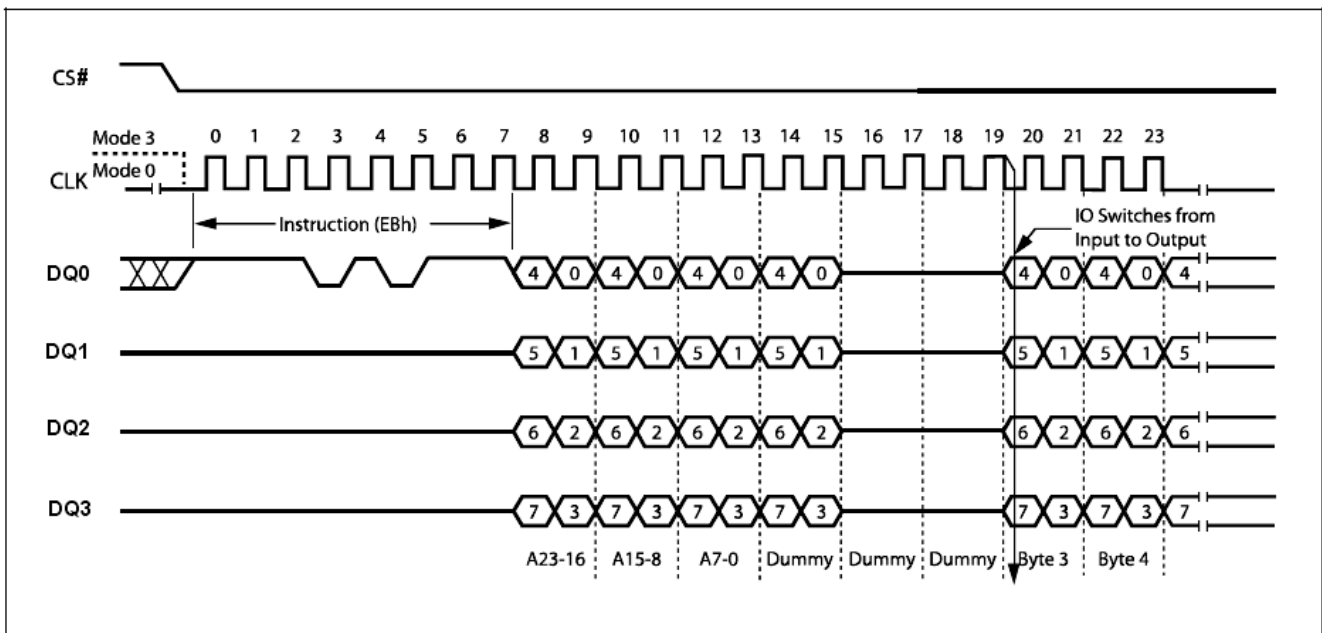 CS#
Mode 3 0 1 2 3 4 5 6 7 8 9 10 11 12 13 14 15 16 17 18 19 20 21 22 23
CLK Mode 0
Instruction (EBh)
IO Switches from
Input to Output
DQ0 4 0 4 0 4 0 4 0 4 0 4 0 4
DQ1 5 1 5 1 5 1 5 1 5 1 5 1 5
DQ2 6 2 6 2 6 2 6 2 6 2 6 2 6
DQ3 7 3 7 3 7 3 7 3 7 3 7 3 7
A23-16 A15-8 A7-0 Dummy Dummy Dummy Byte 3 Byte 4